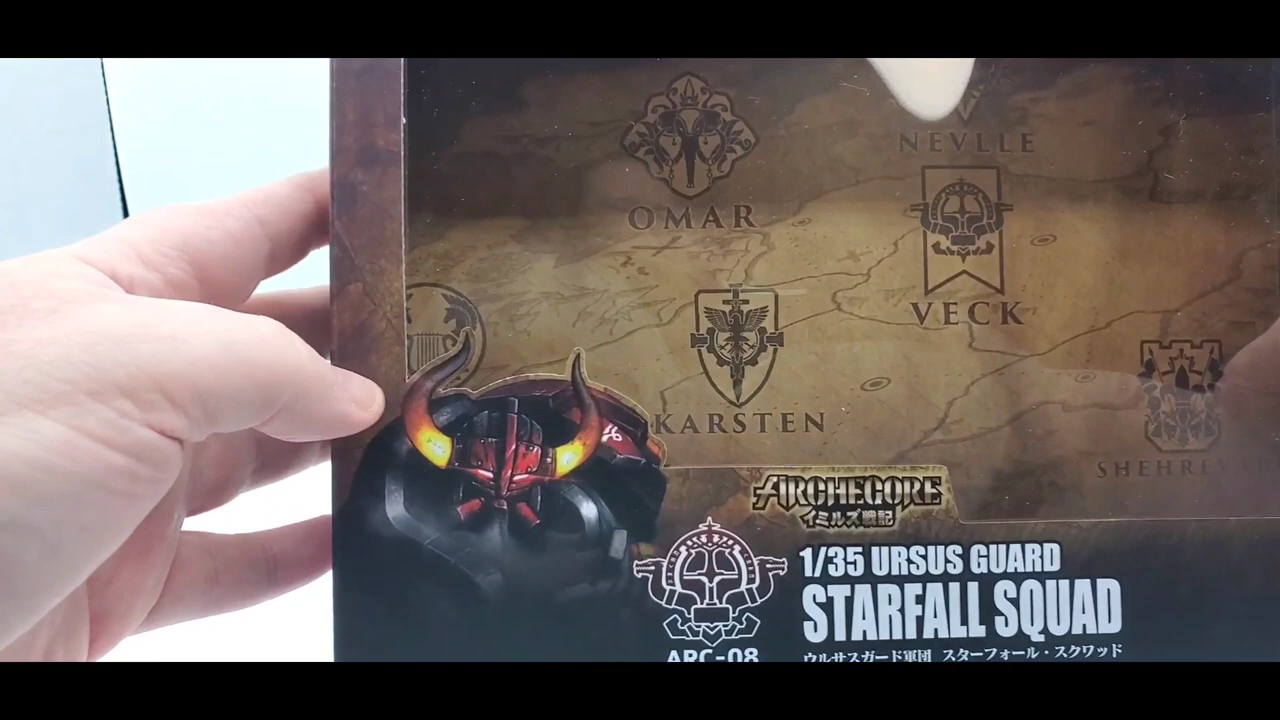 NEVLLE
OMAR
VECK
KARSTEN
ARCHECORE
イミルズ戦記
1/35 URSUS GUARD
STARFALL SQUAD
ARC-08
ウルサスガード軍団 スターフォール・スクワッド